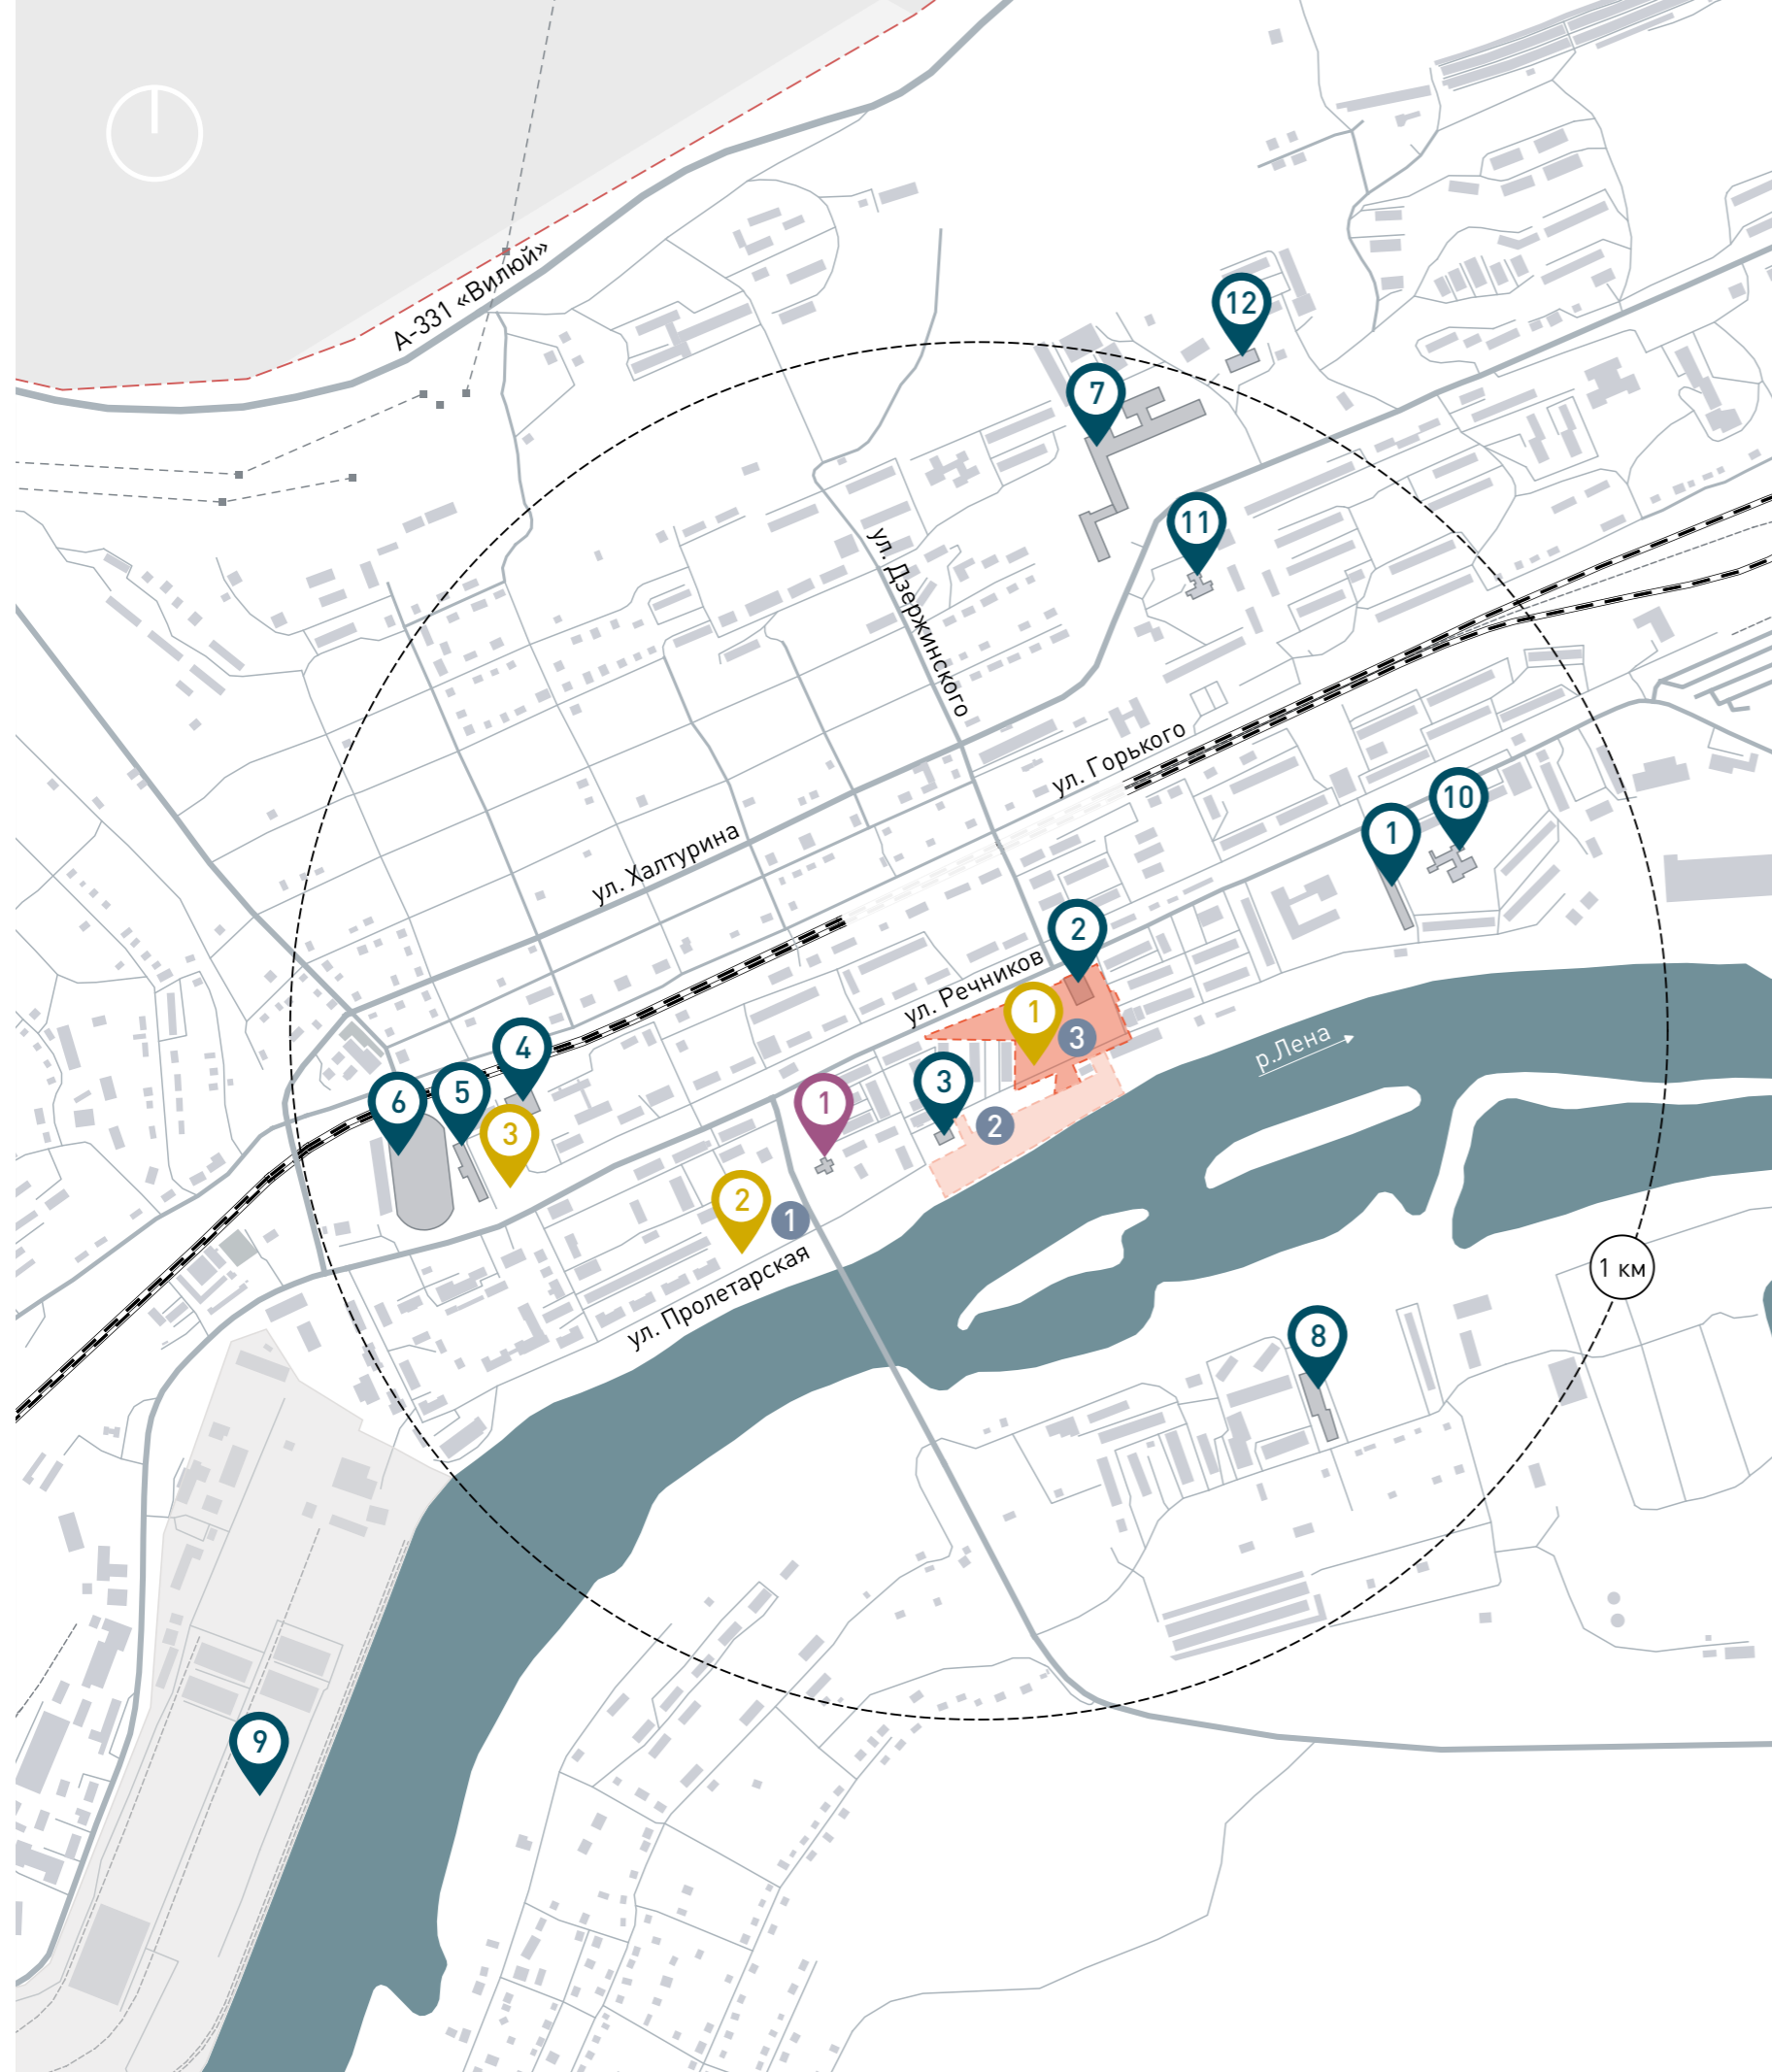 А-331 «Вилюй»
12
7
11
ул. Дзержинского
ул. Горького
10
1
ул. Халтурина
2
ул. Речников
1
3
р.Лена
4
5
6
3
3
1
2
2
1
1 км
ул. Пролетарская
8
9